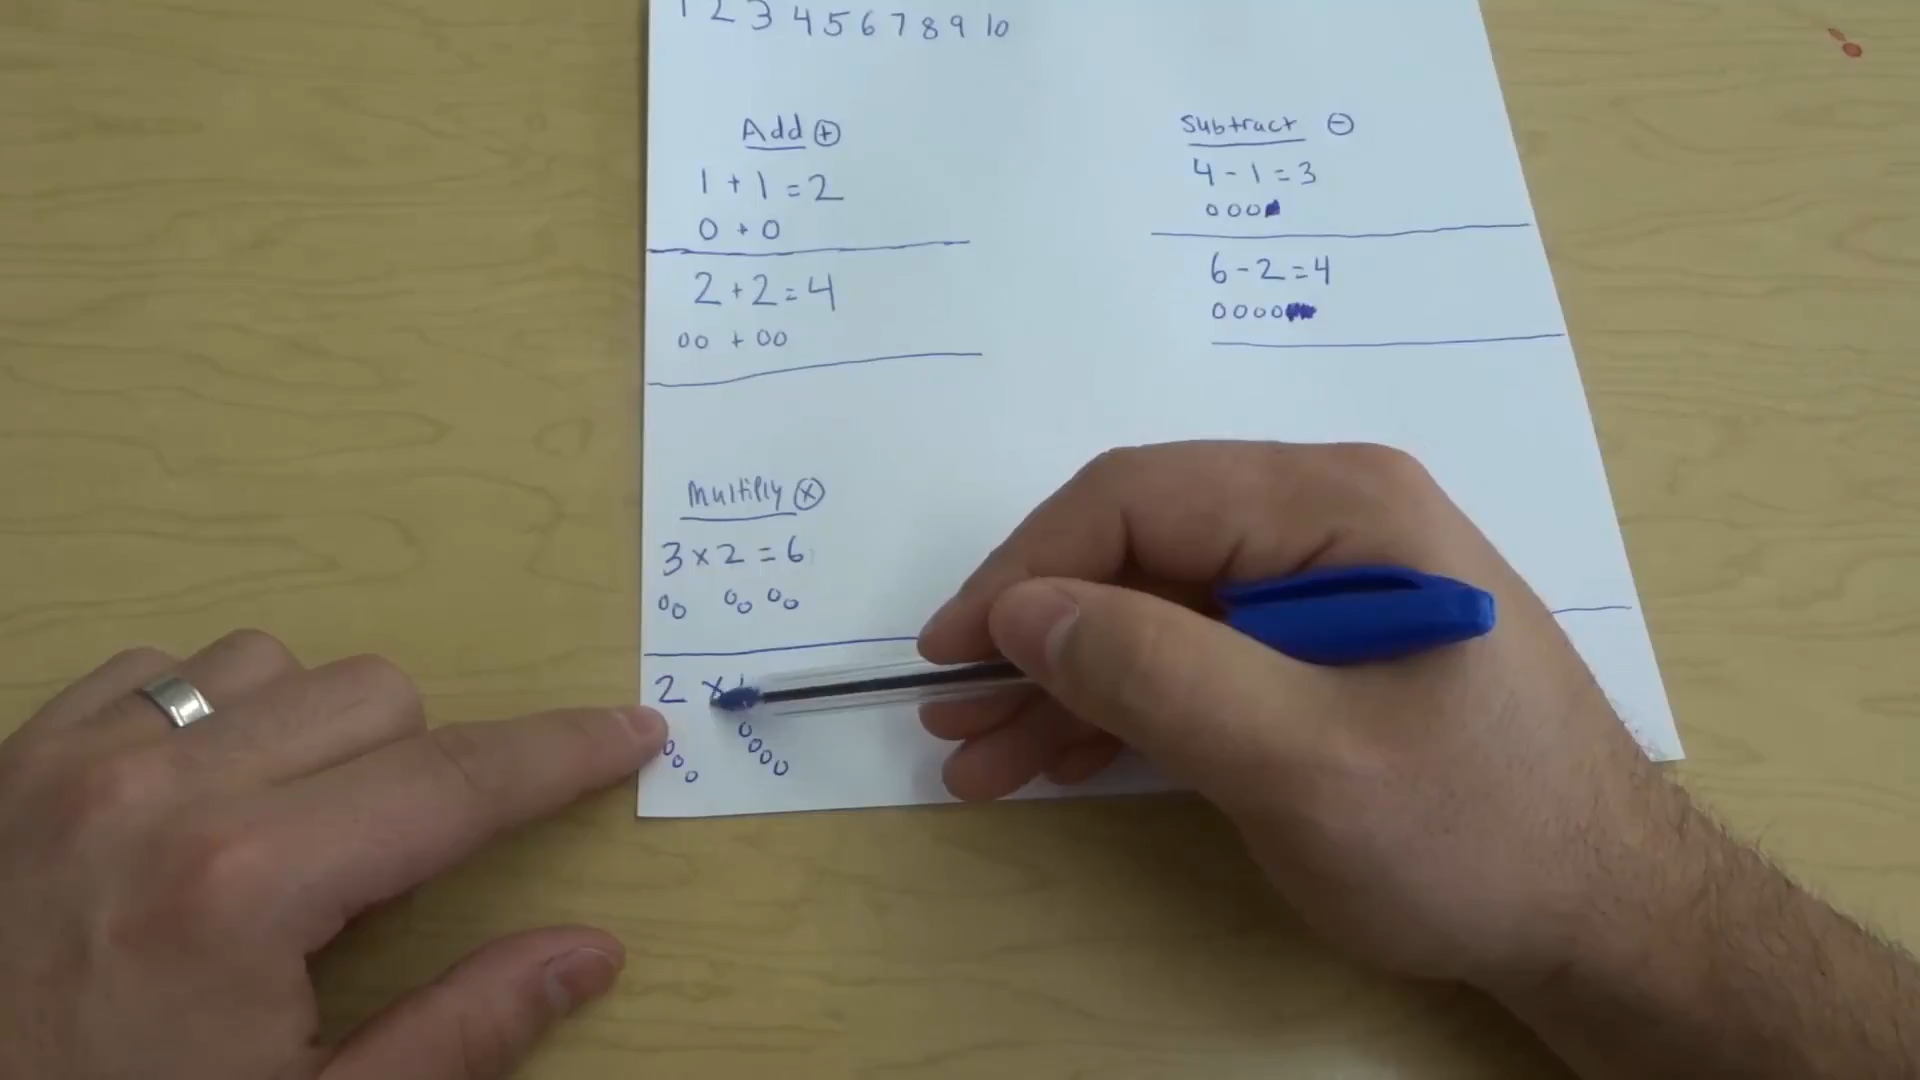 1 2 3 4 5 6 7 8 9 10
Add +
1 + 1 = 2
0 + 0
2 + 2 = 4
00 + 00
Subtract -
4 - 1 = 3
000
6 - 2 = 4
0000
Multiply x
3 x 2 = 6
00 00 00
2 x
000 0000